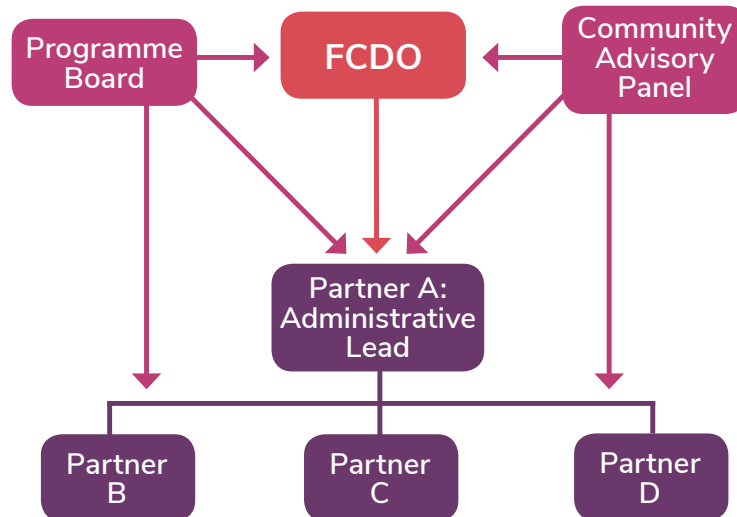 Programme
Board
FCDO
Community
Advisory
Panel
Partner A:
Administrative
Lead
Partner
B
Partner
C
Partner
D